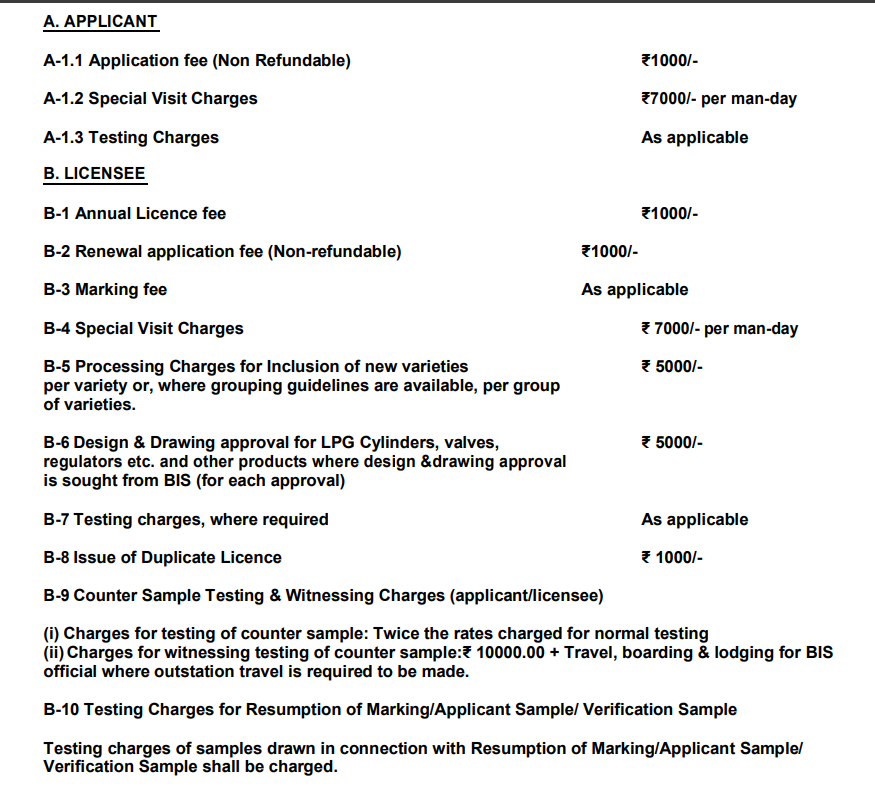 A. APPLICANT
A-1.1 Application fee (Non Refundable) ₹1000/-
A-1.2 Special Visit Charges ₹7000/- per man-day
A-1.3 Testing Charges As applicable
B. LICENSEE
B-1 Annual Licence fee ₹1000/-
B-2 Renewal application fee (Non-refundable) ₹1000/-
B-3 Marking fee As applicable
B-4 Special Visit Charges ₹ 7000/- per man-day
B-5 Processing Charges for Inclusion of new varieties ₹ 5000/-
per variety or, where grouping guidelines are available, per group
of varieties.
B-6 Design & Drawing approval for LPG Cylinders, valves, ₹ 5000/-
regulators etc. and other products where design &drawing approval
is sought from BIS (for each approval)
B-7 Testing charges, where required As applicable
B-8 Issue of Duplicate Licence ₹ 1000/-
B-9 Counter Sample Testing & Witnessing Charges (applicant/licensee)
(i) Charges for testing of counter sample: Twice the rates charged for normal testing
(ii) Charges for witnessing testing of counter sample:₹ 10000.00 + Travel, boarding & lodging for BIS
official where outstation travel is required to be made.
B-10 Testing Charges for Resumption of Marking/Applicant Sample/ Verification Sample
Testing charges of samples drawn in connection with Resumption of Marking/Applicant Sample/
Verification Sample shall be charged.